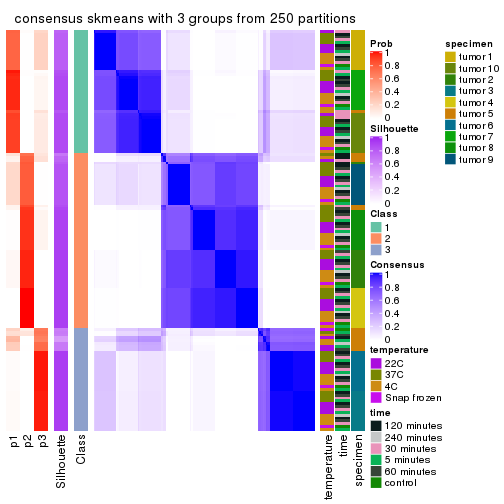 consensus skmeans with 3 groups from 250 partitions
Prob
1
0.8
0.6
0.4
0.2
0
Silhouette
1
0.8
0.6
0.4
0.2
0
Class
1
2
3
Consensus
1
0.8
0.6
0.4
0.2
0
temperature
22C
37C
4C
Snap frozen
time
120 minutes
240 minutes
30 minutes
5 minutes
60 minutes
control
specimen
tumor 1
tumor 10
tumor 2
tumor 3
tumor 4
tumor 5
tumor 6
tumor 7
tumor 8
tumor 9
p1
p2
p3
Silhouette
Class
temperature
time
specimen